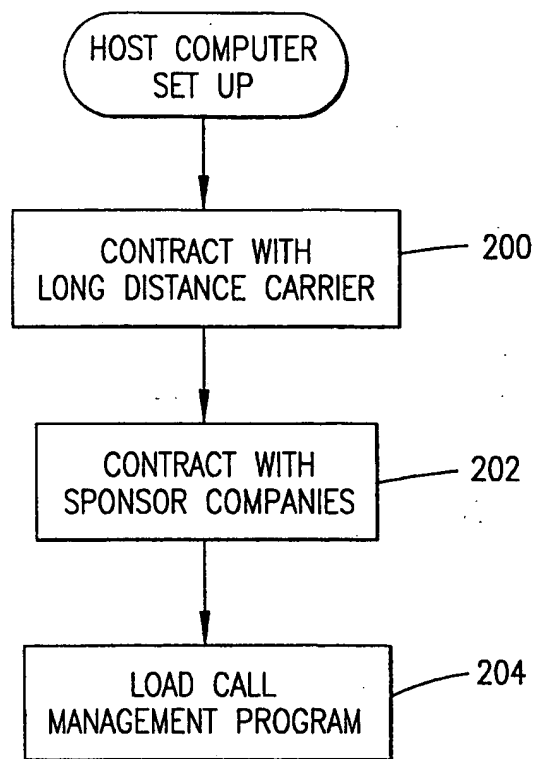 HOST COMPUTER
SET UP
CONTRACT WITH
LONG DISTANCE CARRIER
200
CONTRACT WITH
SPONSOR COMPANIES
202
LOAD CALL
MANAGEMENT PROGRAM
204